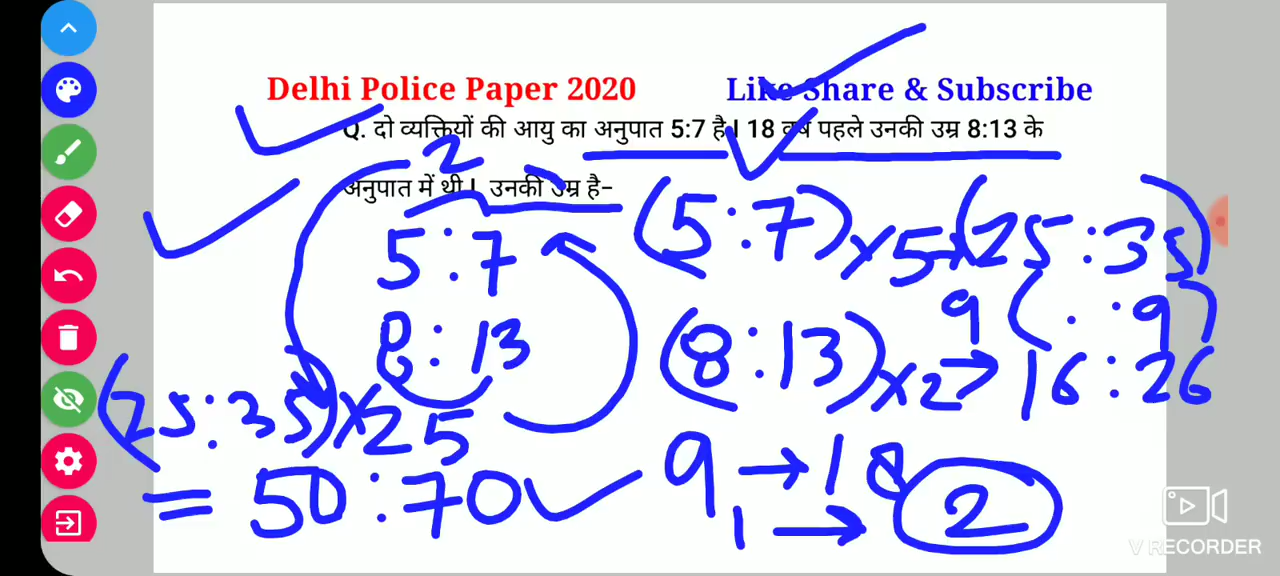 Delhi Police Paper 2020 Like Share & Subscribe
Q. दो व्यक्तियों की आयु का अनुपात 5:7 है I 18 वर्ष पहले उनकी उम्र 8:13 के
2
अनुपात में थी I उनकी उम्र है-
5:7 (5:7)×5 (25:35)
9 (. :9)
8:13 (8:13)×2→16:26
(25:35)×2 5
9→18
=50:70
1→2
V RECORDER